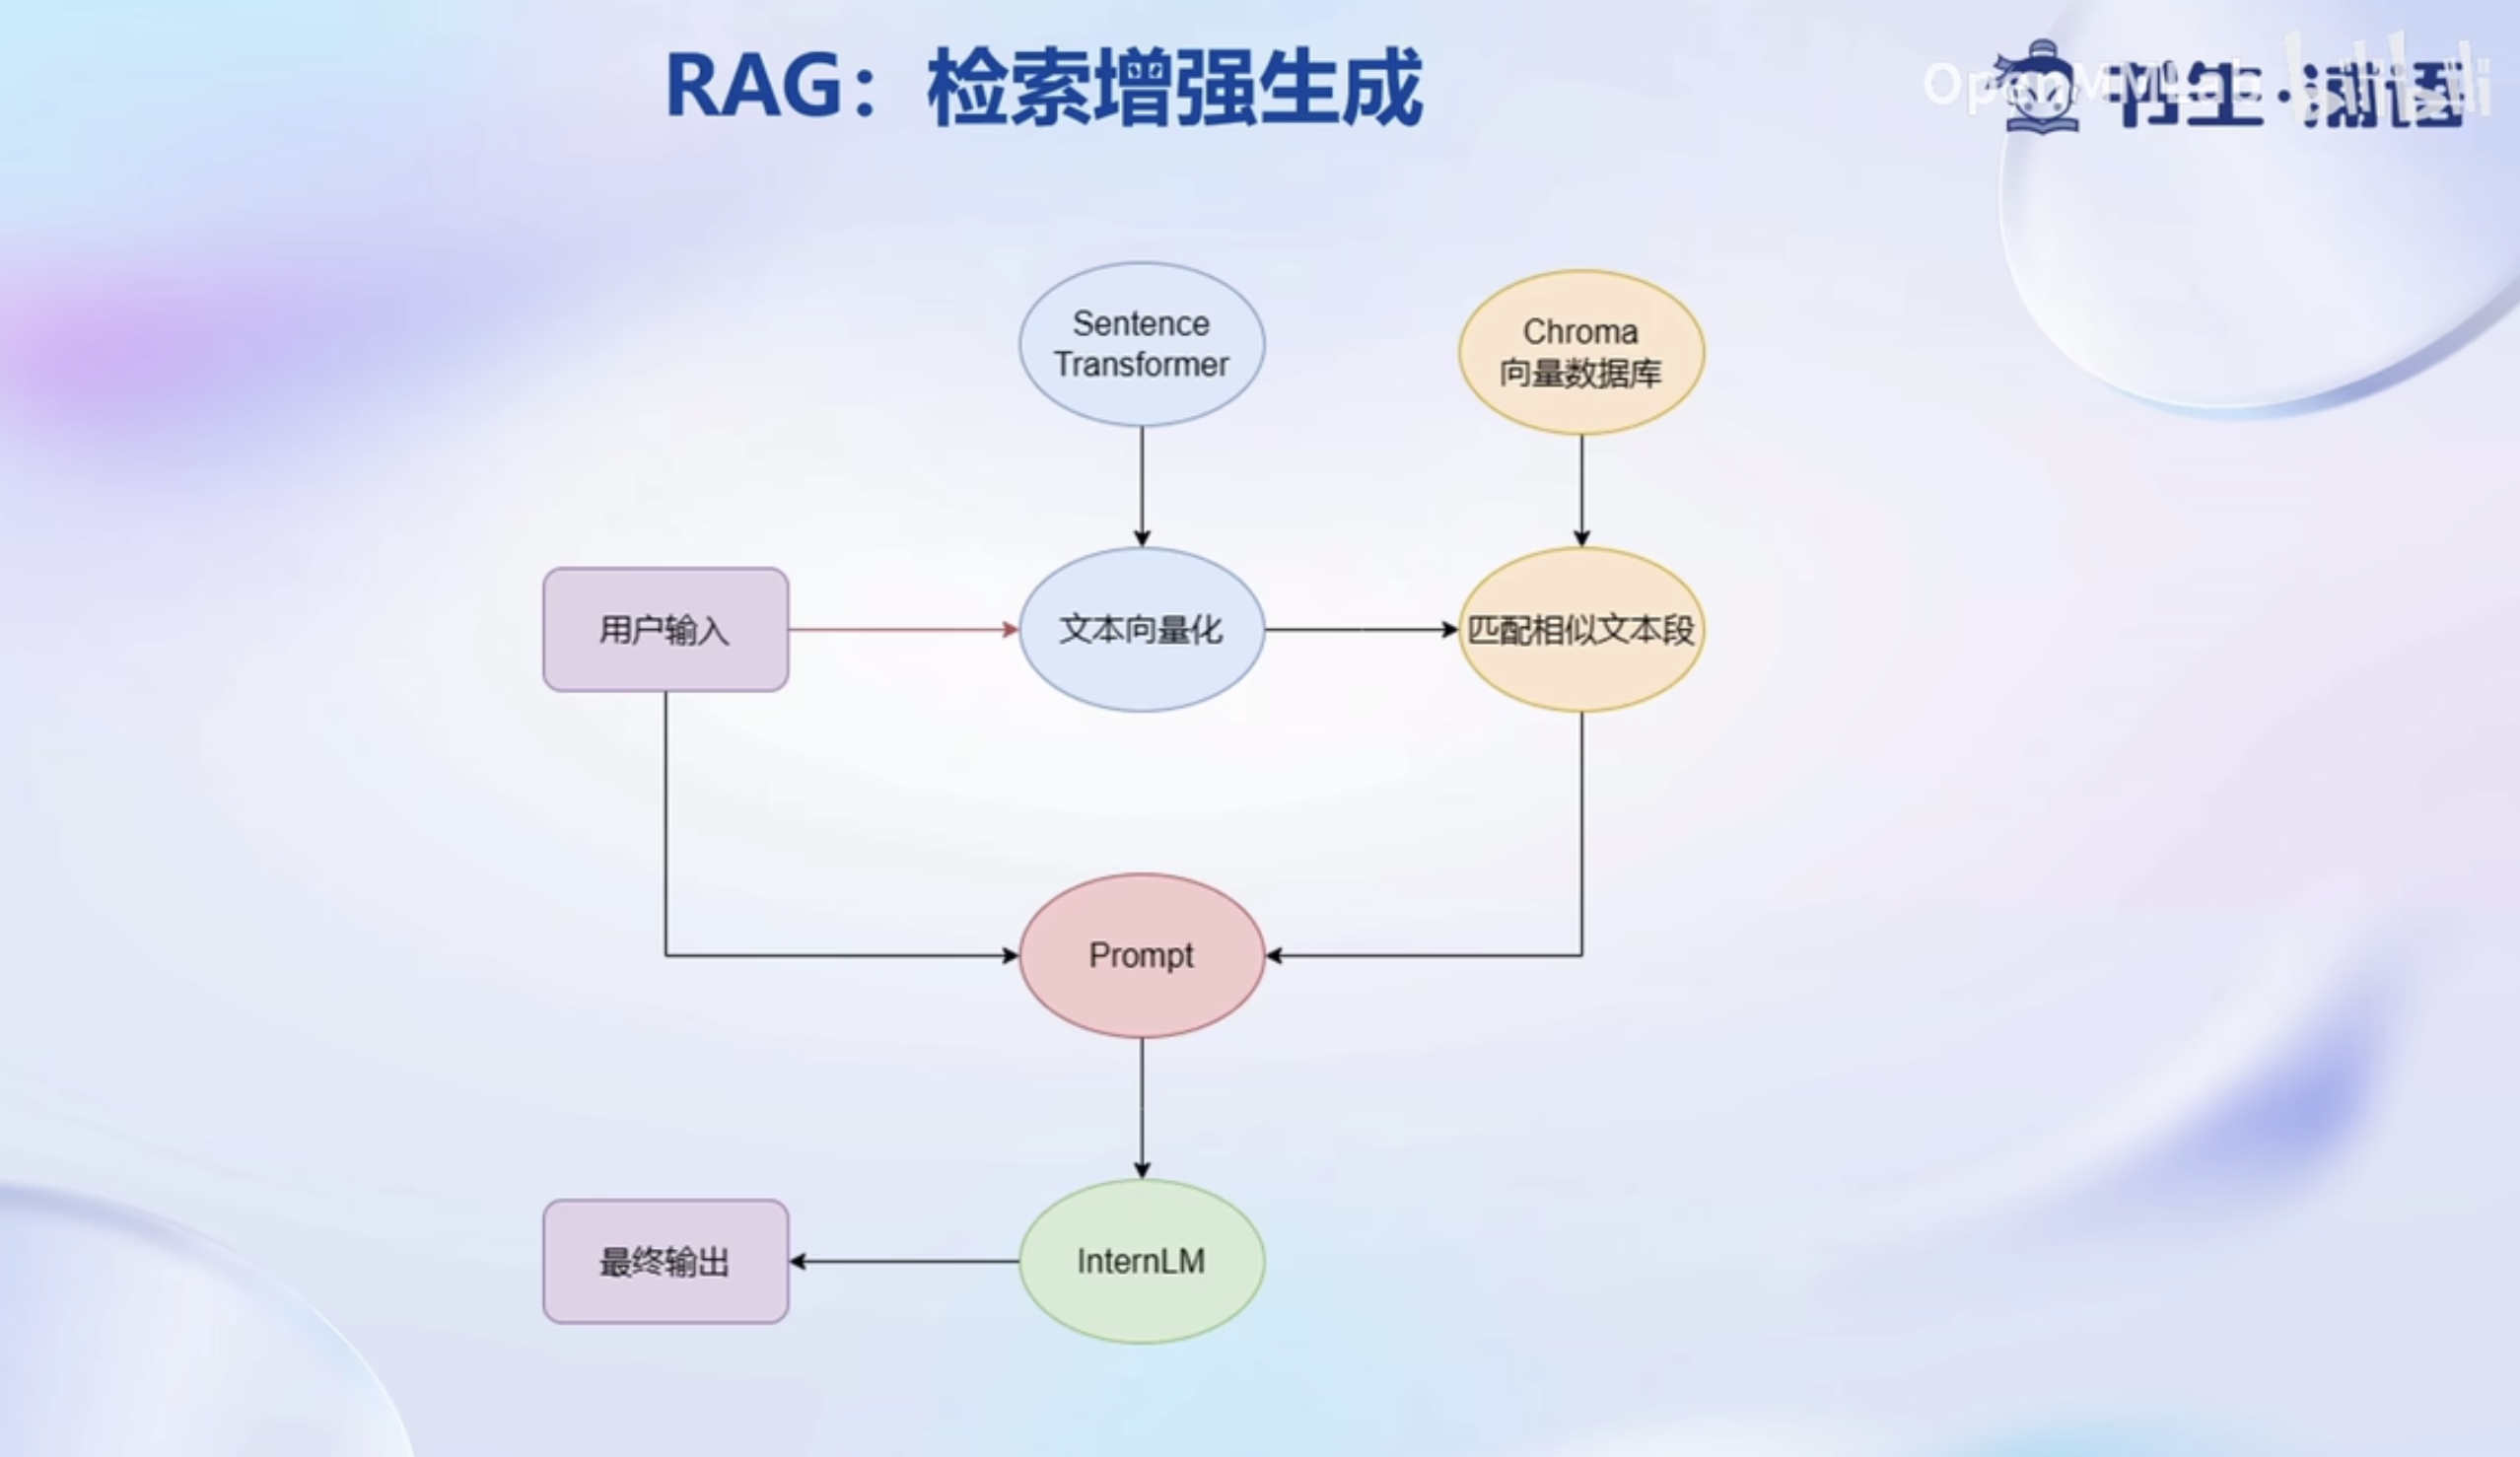 RAG：检索增强生成
OpenMMLab
书生·浦语
Sentence
Transformer
Chroma
向量数据库
用户输入
文本向量化
匹配相似文本段
Prompt
最终输出
InternLM